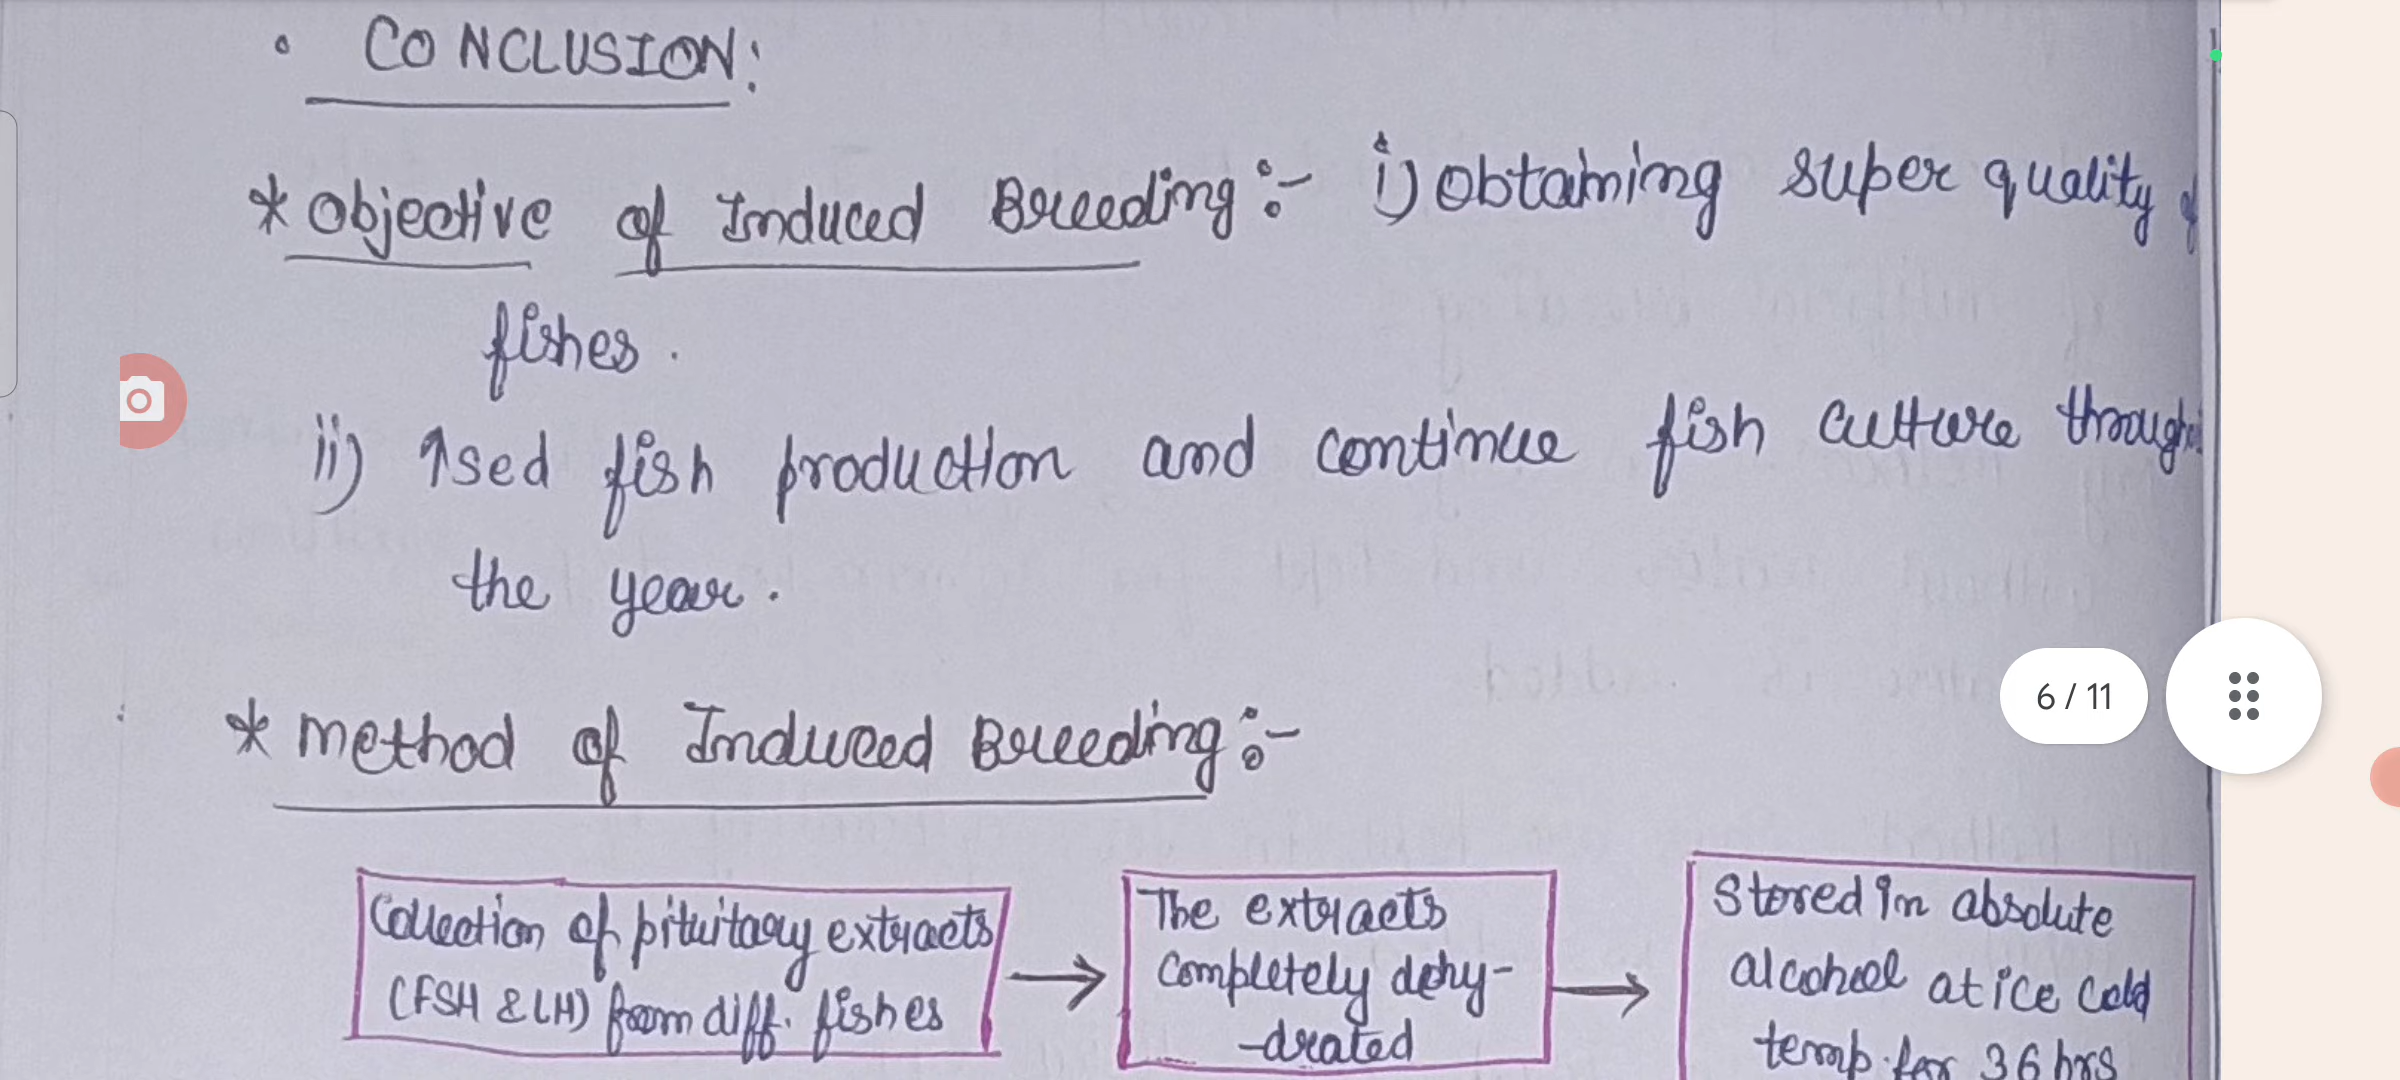 CONCLUSION:
* Objective of Induced Breeding :- i) obtaining super quality of
fishes.
ii) ↑sed fish production and continue fish culture through
the year.
6 / 11
* Method of Induced Breeding :-
Collection of pituitary extracts
(FSH & LH) from diff. fishes
The extracts
completely dehy-
-drated
Stored in absolute
alcohol at ice cold
temp. for 36 hrs